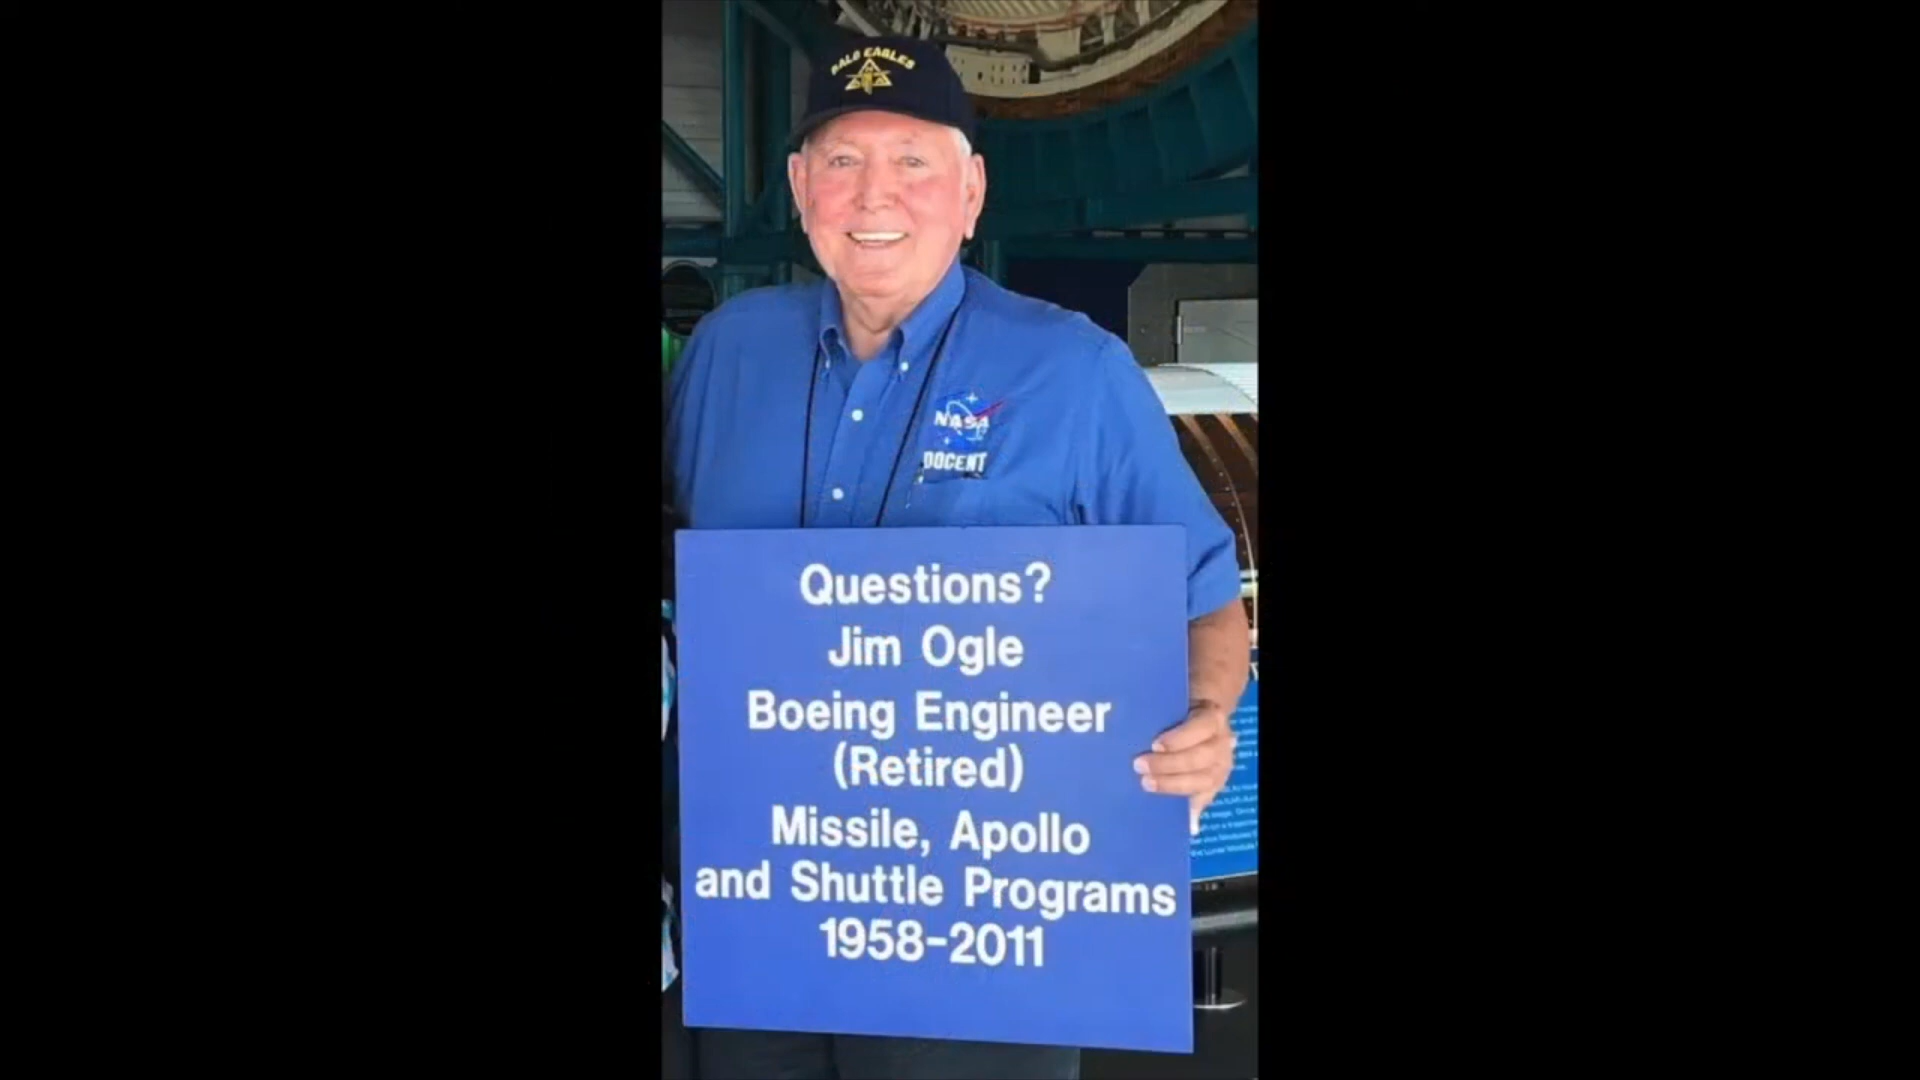 BALD EAGLES
NASA
DOCENT
Questions?
Jim Ogle
Boeing Engineer
(Retired)
Missile, Apollo
and Shuttle Programs
1958-2011